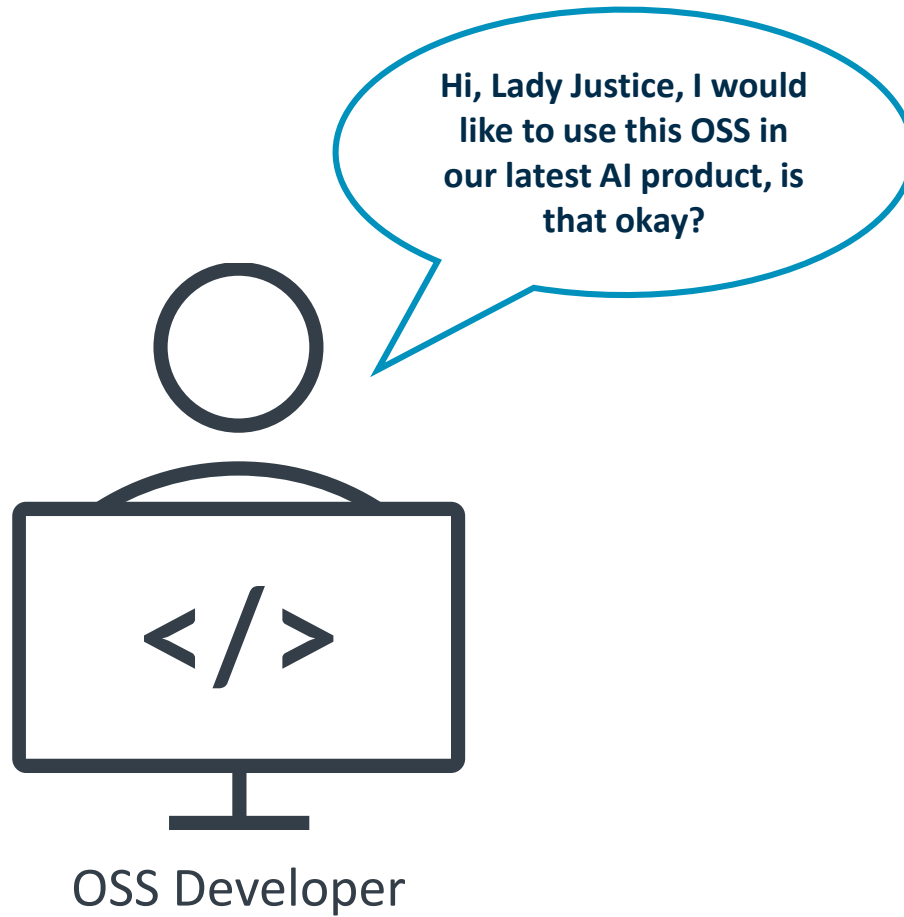 Hi, Lady Justice, I would
like to use this OSS in
our latest AI product, is
that okay?
</>
OSS Developer